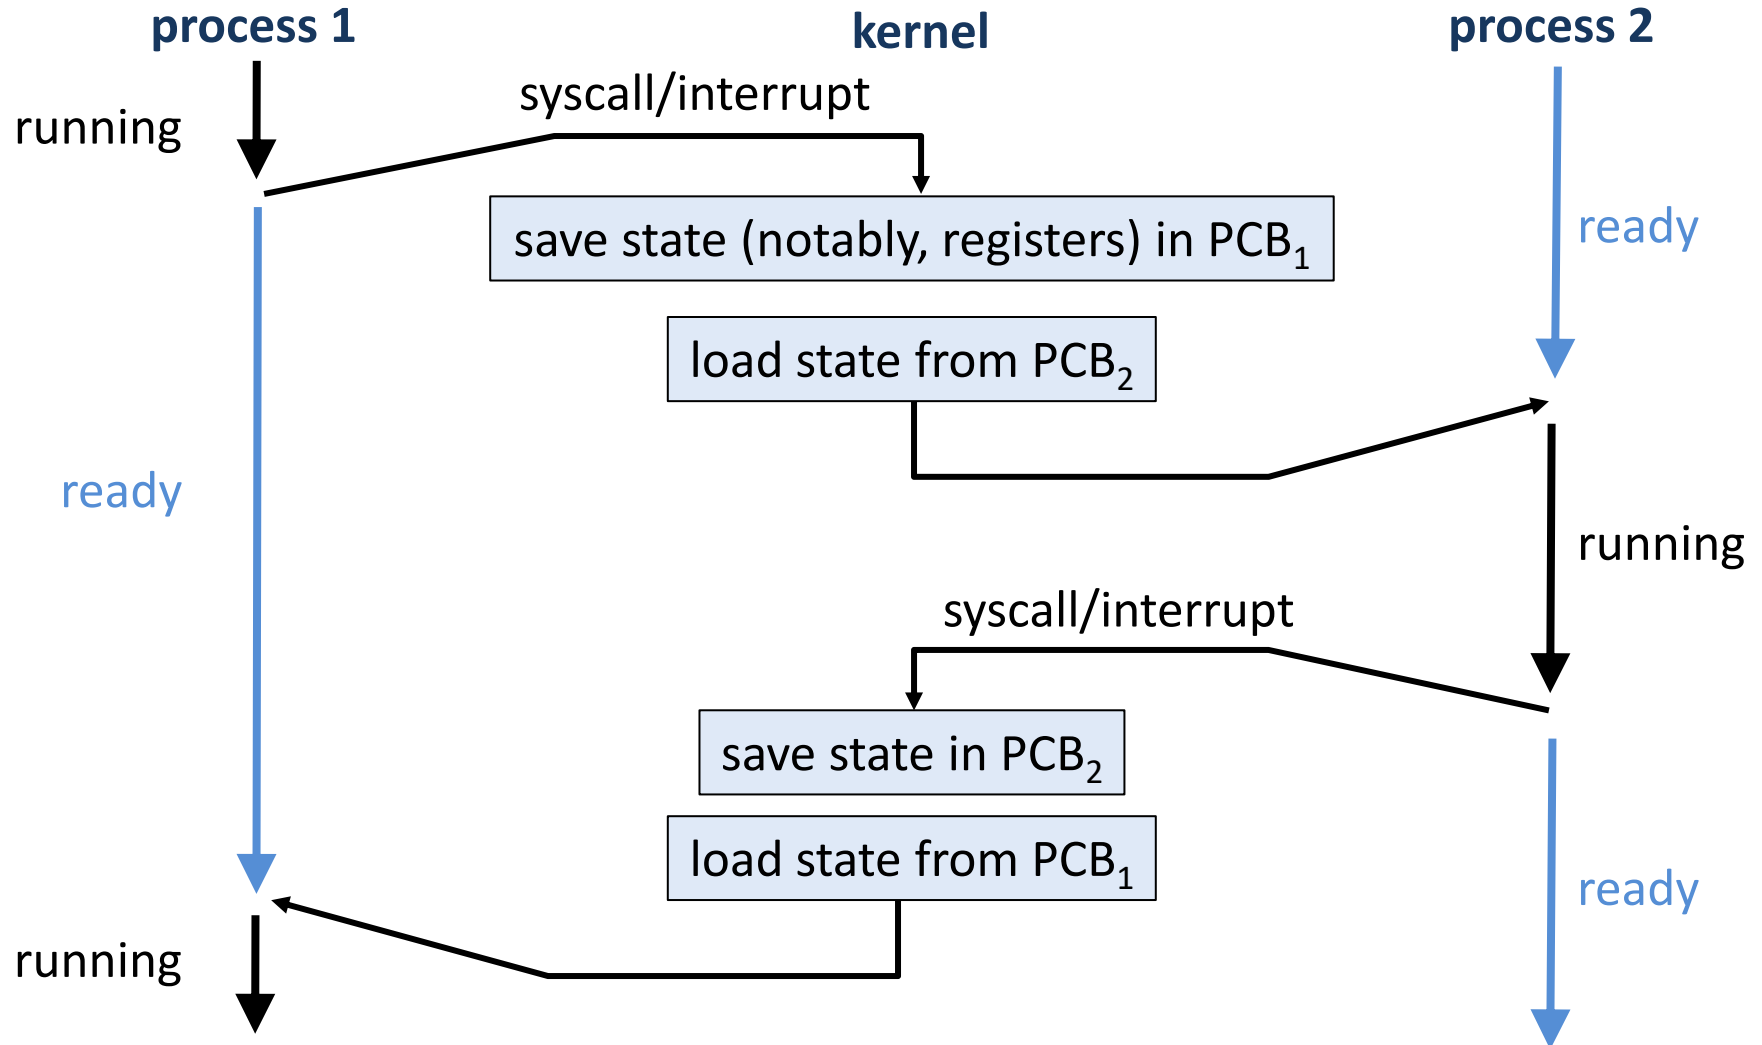 process 1
kernel
process 2
syscall/interrupt
running
save state (notably, registers) in PCB₁
ready
load state from PCB₂
ready
running
syscall/interrupt
save state in PCB₂
load state from PCB₁
ready
running